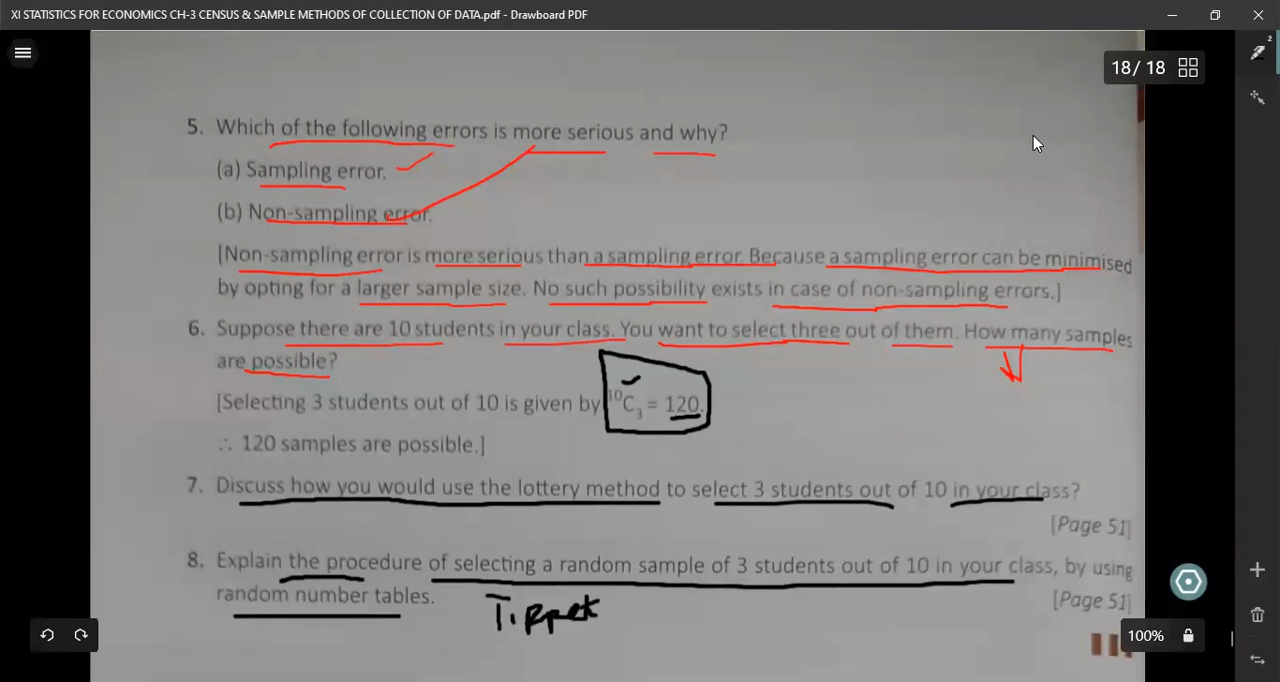 XI STATISTICS FOR ECONOMICS CH-3 CENSUS & SAMPLE METHODS OF COLLECTION OF DATA.pdf - Drawboard PDF
18/ 18
5. Which of the following errors is more serious and why?
(a) Sampling error.
(b) Non-sampling error.
[Non-sampling error is more serious than a sampling error. Because a sampling error can be minimised
by opting for a larger sample size. No such possibility exists in case of non-sampling errors.]
6. Suppose there are 10 students in your class. You want to select three out of them. How many samples
are possible?
[Selecting 3 students out of 10 is given by ¹⁰C₃ = 120.
∴ 120 samples are possible.]
7. Discuss how you would use the lottery method to select 3 students out of 10 in your class?
[Page 51]
8. Explain the procedure of selecting a random sample of 3 students out of 10 in your class, by using
random number tables.
[Page 51]
Tippet
100%
2